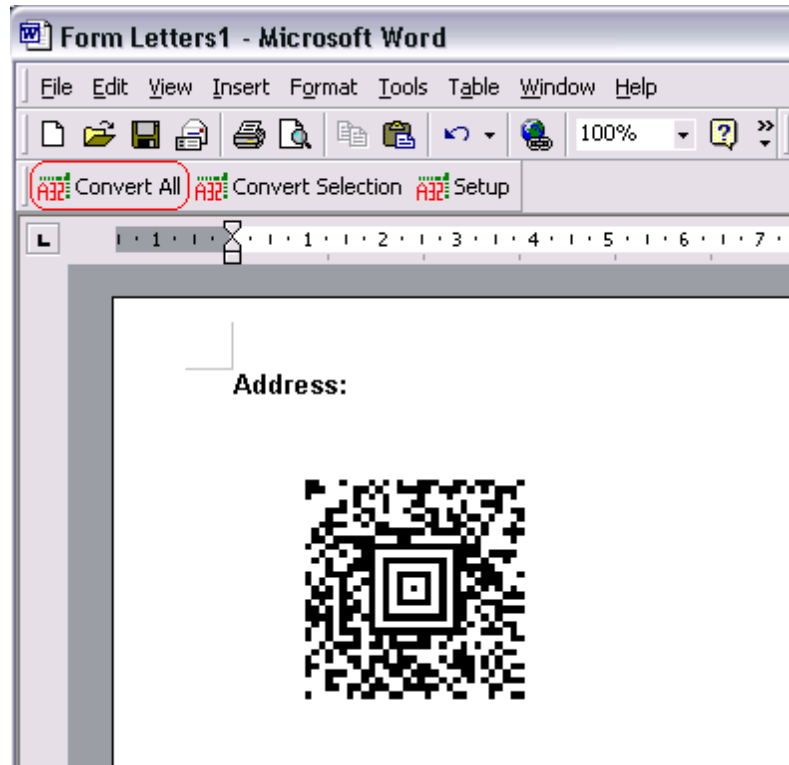 Form Letters1 - Microsoft Word
File Edit View Insert Format Tools Table Window Help
100%
Convert All Convert Selection Setup
1 1 2 3 4 5 6 7
Address: